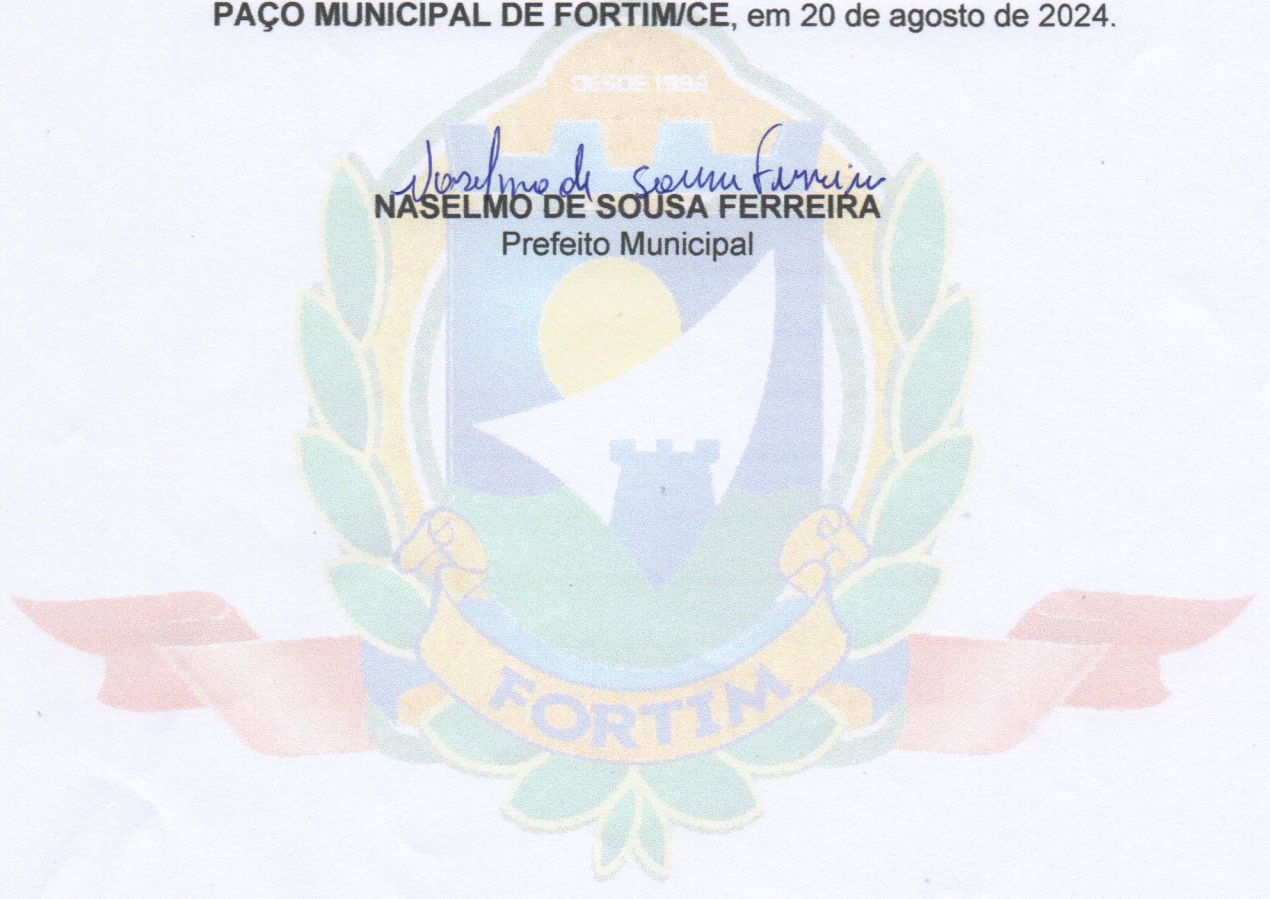 PAÇO MUNICIPAL DE FORTIM/CE, em 20 de agosto de 2024.
DESDE 1992
Naselmo de Sousa Ferreira
NASELMO DE SOUSA FERREIRA
Prefeito Municipal
FORTIM